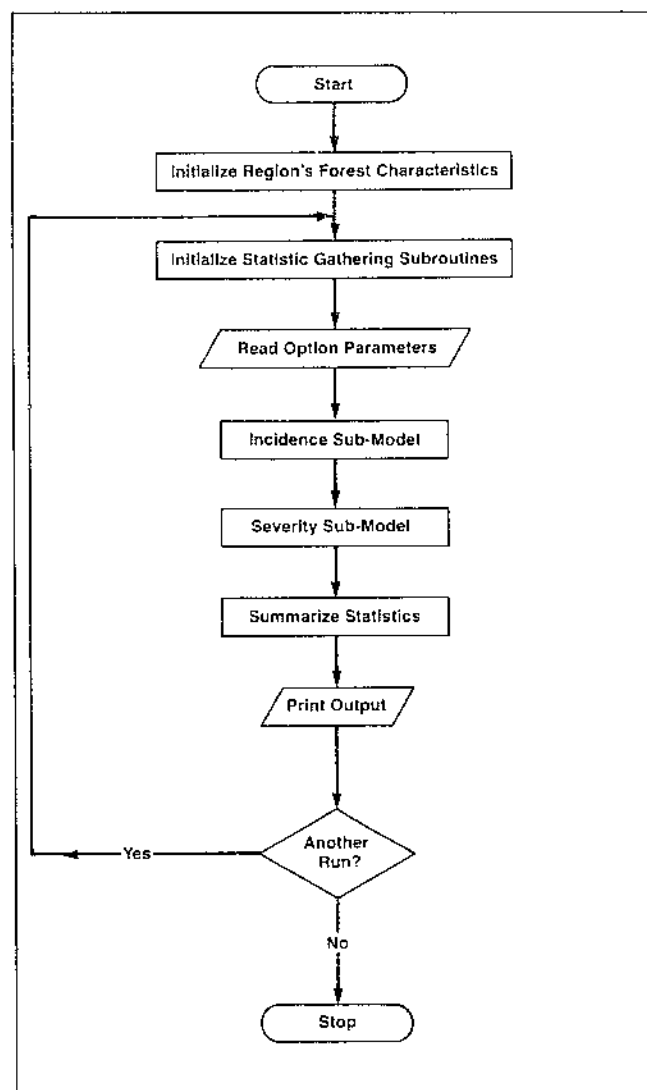 Start
Initialize Region's Forest Characteristics
Initialize Statistic Gathering Subroutines
Read Option Parameters
Incidence Sub-Model
Severity Sub-Model
Summarize Statistics
Print Output
Another
Run?
Yes
No
Stop